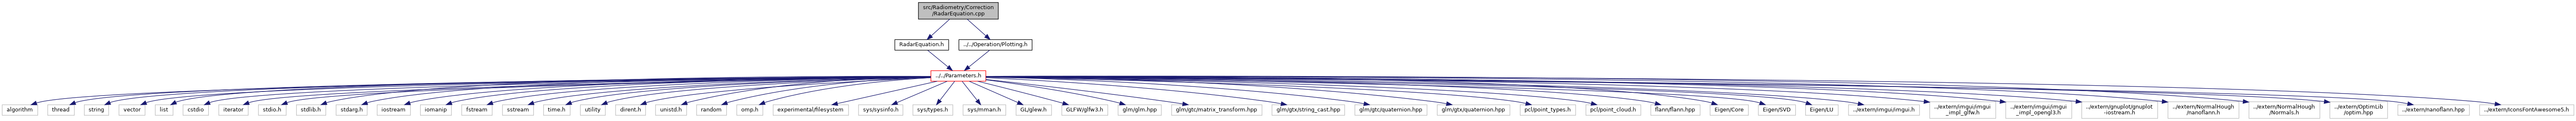 src/Radiometry/Correction
/RadarEquation.cpp
RadarEquation.h
../../Operation/Plotting.h
../../Parameters.h
algorithm
thread
string
vector
list
cstdio
iterator
stdio.h
stdlib.h
stdarg.h
iostream
iomanip
fstream
sstream
time.h
utility
dirent.h
unistd.h
random
omp.h
experimental/filesystem
sys/sysinfo.h
sys/types.h
sys/mman.h
GL/glew.h
GLFW/glfw3.h
glm/glm.hpp
glm/gtc/matrix_transform.hpp
glm/gtx/string_cast.hpp
glm/gtc/quaternion.hpp
glm/gtx/quaternion.hpp
pcl/point_types.h
pcl/point_cloud.h
flann/flann.hpp
Eigen/Core
Eigen/SVD
Eigen/LU
../extern/imgui/imgui.h
../extern/imgui/imgui
_impl_glfw.h
../extern/imgui/imgui
_impl_opengl3.h
../extern/gnuplot/gnuplot
-iostream.h
../extern/NormalHough
/nanoflann.h
../extern/NormalHough
/Normals.h
../extern/OptimLib
/optim.hpp
../extern/nanoflann.hpp
../extern/IconsFontAwesome5.h